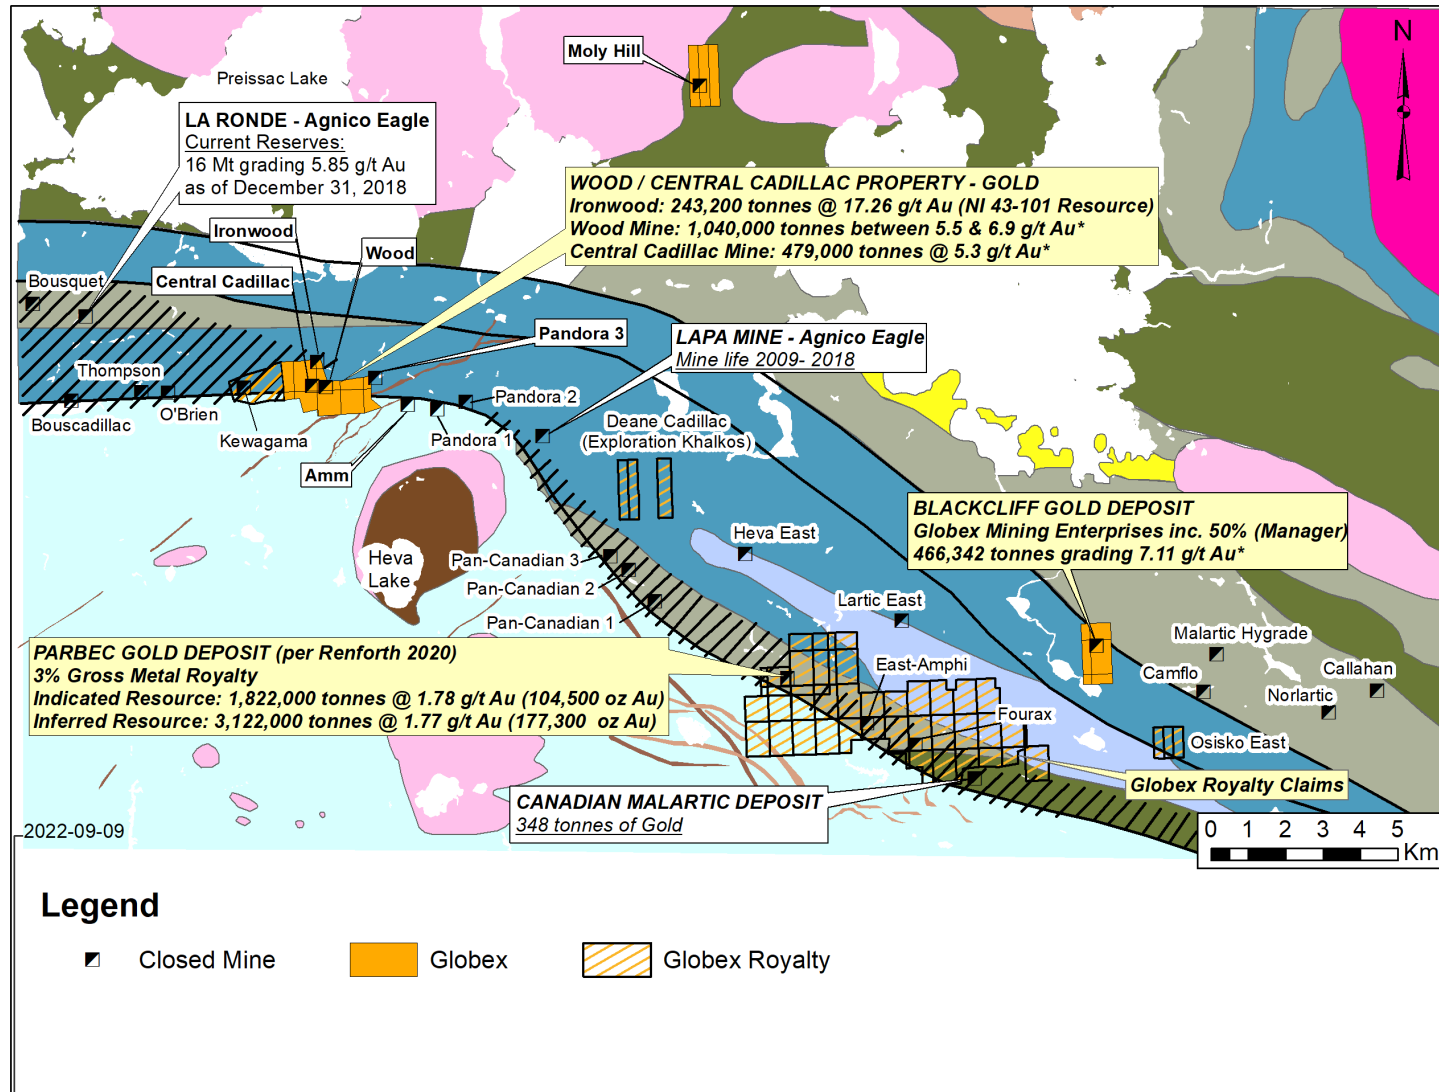 N
Moly Hill
Preissac Lake
LA RONDE - Agnico Eagle
Current Reserves:
16 Mt grading 5.85 g/t Au
as of December 31, 2018
WOOD / CENTRAL CADILLAC PROPERTY - GOLD
Ironwood: 243,200 tonnes @ 17.26 g/t Au (NI 43-101 Resource)
Wood Mine: 1,040,000 tonnes between 5.5 & 6.9 g/t Au*
Central Cadillac Mine: 479,000 tonnes @ 5.3 g/t Au*
Ironwood
Wood
Bousquet
Central Cadillac
Pandora 3
LAPA MINE - Agnico Eagle
Mine life 2009- 2018
Thompson
O'Brien
Bouscadillac
Kewagama
Pandora 2
Pandora 1
Amm
Deane Cadillac
(Exploration Khalkos)
BLACKCLIFF GOLD DEPOSIT
Globex Mining Enterprises inc. 50% (Manager)
466,342 tonnes grading 7.11 g/t Au*
Heva East
Heva
Lake
Pan-Canadian 3
Pan-Canadian 2
Pan-Canadian 1
Lartic East
Malartic Hygrade
PARBEC GOLD DEPOSIT (per Renforth 2020)
3% Gross Metal Royalty
Indicated Resource: 1,822,000 tonnes @ 1.78 g/t Au (104,500 oz Au)
Inferred Resource: 3,122,000 tonnes @ 1.77 g/t Au (177,300 oz Au)
East-Amphi
Camflo
Callahan
Norlartic
Fourax
Osisko East
Globex Royalty Claims
CANADIAN MALARTIC DEPOSIT
348 tonnes of Gold
2022-09-09
0 1 2 3 4 5
Km
Legend
Closed Mine
Globex
Globex Royalty